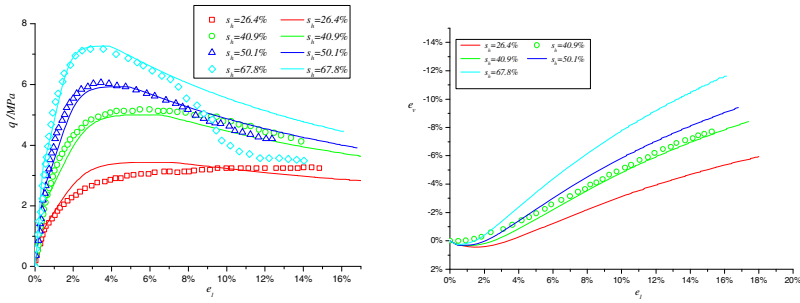 s_h=26.4% s_h=26.4%
s_h=40.9% s_h=40.9%
s_h=50.1% s_h=50.1%
s_h=67.8% s_h=67.8%
q /MPa
8
6
4
2
0
0% 2% 4% 6% 8% 10% 12% 14% 16%
e_1
s_h=26.4% s_h=40.9%
s_h=40.9% s_h=50.1%
s_h=67.8%
e_v
-14%
-12%
-10%
-8%
-6%
-4%
-2%
0%
2%
0% 2% 4% 6% 8% 10% 12% 14% 16% 18% 20%
e_1